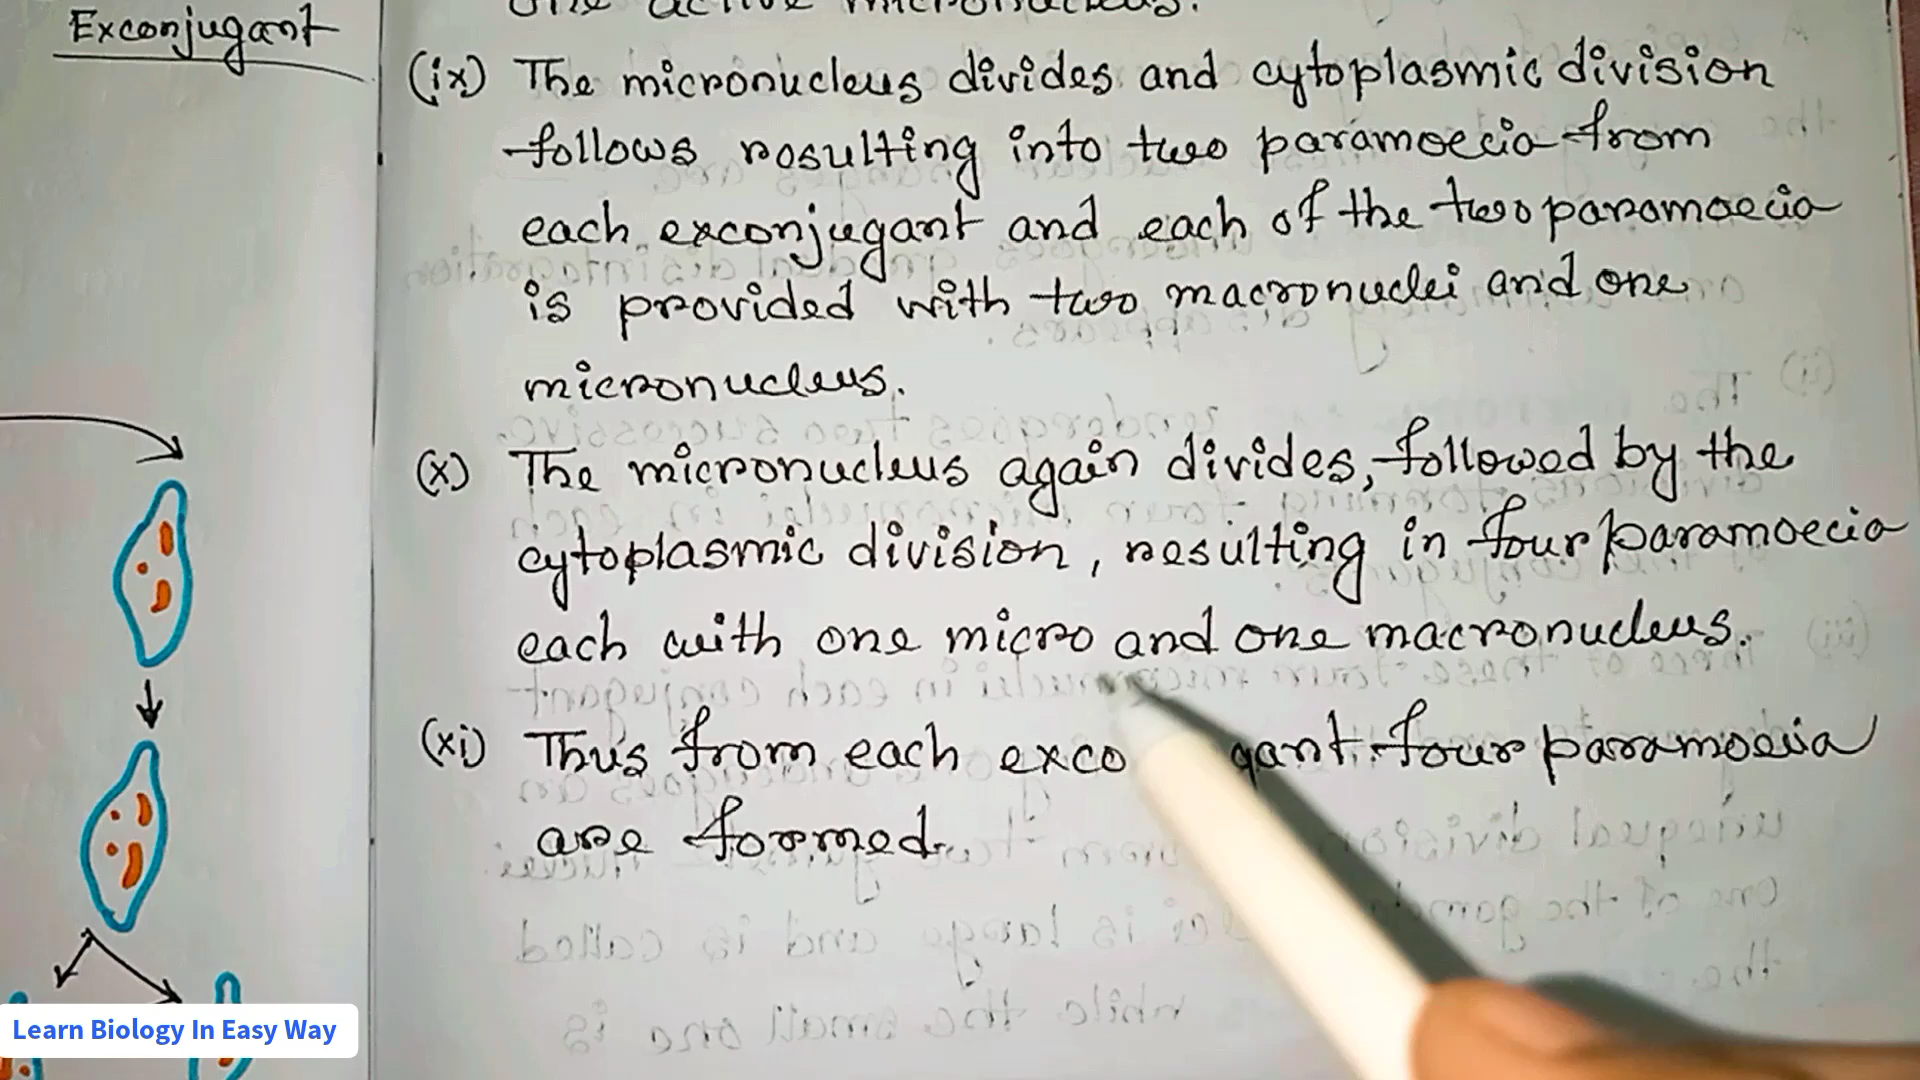 Exconjugant
one active micronucleus.
(ix) The micronucleus divides and cytoplasmic division
follows resulting into two paramoecia from
each exconjugant and each of the two paramoecia
is provided with two macronuclei and one
micronucleus.
(x) The micronucleus again divides, followed by the
cytoplasmic division, resulting in four paramoecia
each with one micro and one macronucleus.
(xi) Thus from each exco gant four paramoecia
are formed.
Learn Biology In Easy Way